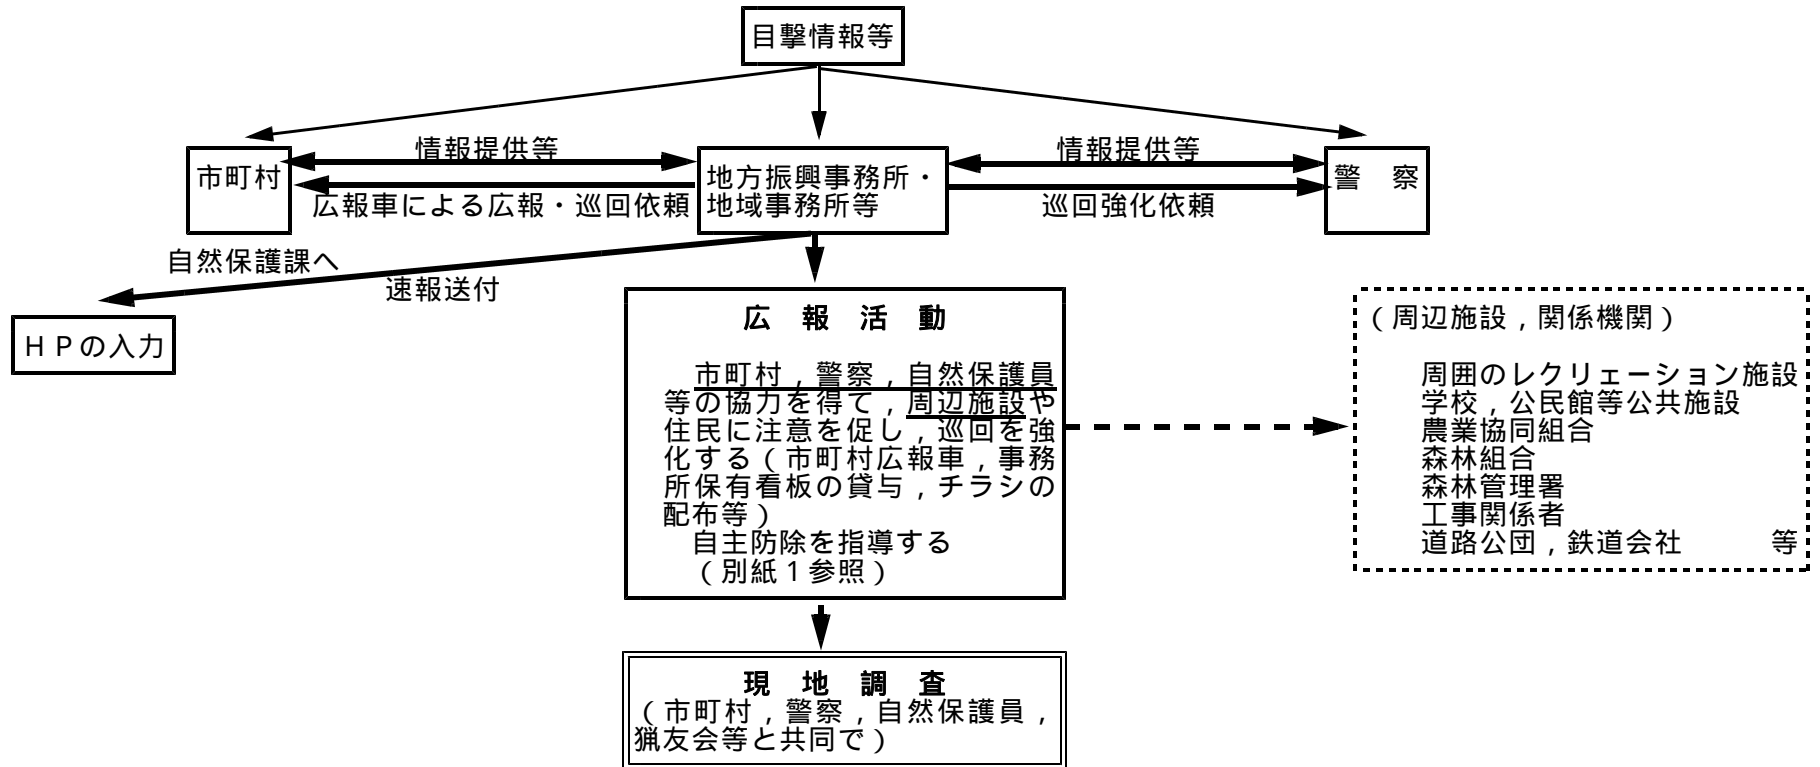 目撃情報等
情報提供等
情報提供等
市町村
地方振興事務所・
地域事務所等
警　察
広報車による広報・巡回依頼
巡回強化依頼
自然保護課へ
速報送付
ＨＰの入力
広　報　活　動
市町村，警察，自然保護員
等の協力を得て，周辺施設や
住民に注意を促し，巡回を強
化する（市町村広報車，事務
所保有看板の貸与，チラシの
配布等）
自主防除を指導する
（別紙１参照）
（周辺施設，関係機関）
周囲のレクリェーション施設
学校，公民館等公共施設
農業協同組合
森林組合
森林管理署
工事関係者
道路公団，鉄道会社　　　等
現　地　調　査
（市町村，警察，自然保護員，
猟友会等と共同で）